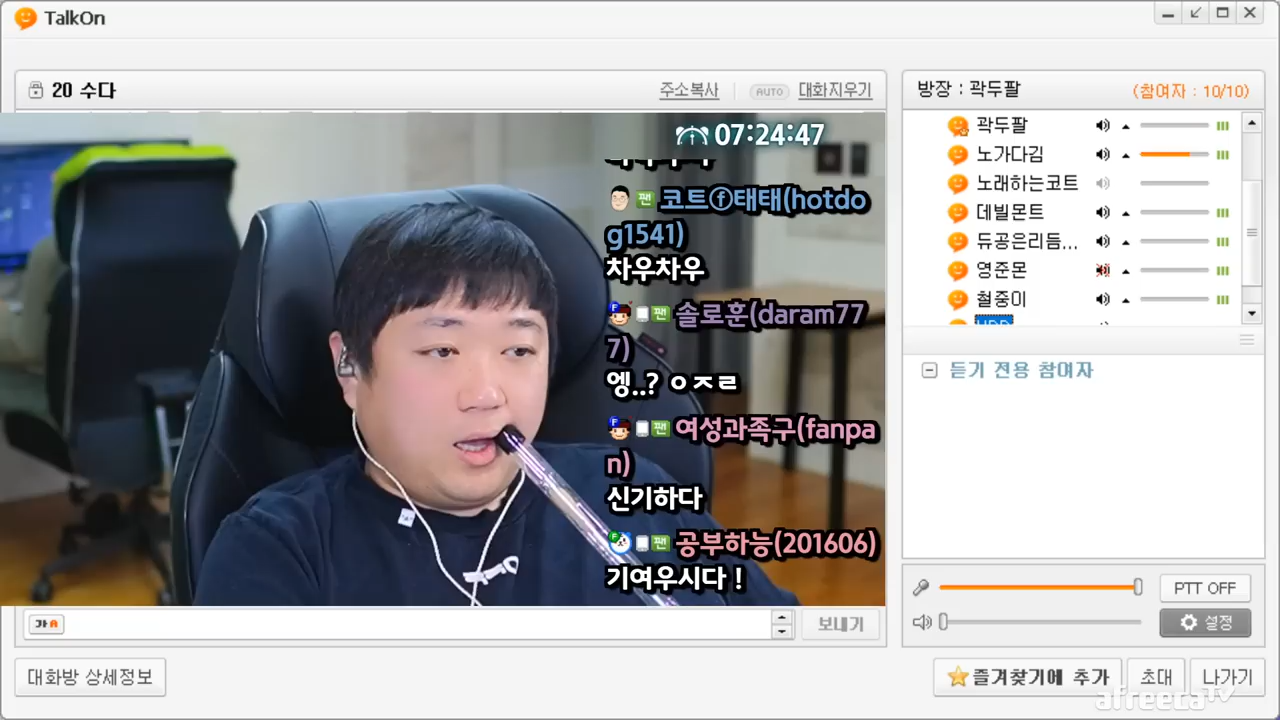 TalkOn
20 수다
주소복사
AUTO
대화지우기
07:24:47
팬 코트ⓕ태태(hotdo
g1541)
차우차우
팬 솔로훈(daram77
7)
엥..? ㅇㅈㄹ
팬 여성과족구(fanpa
n)
신기하다
팬 공부하능(201606)
기여우시다 !
가A
보내기
대화방 상세정보
방장 : 곽두팔
(참여자 : 10/10)
곽두팔
노가다김
노래하는코트
데빌몬트
듀공은리듬...
영준몬
철중이
듣기 전용 참여자
PTT OFF
설정
즐겨찾기에 추가
초대
나가기
afreecaTV